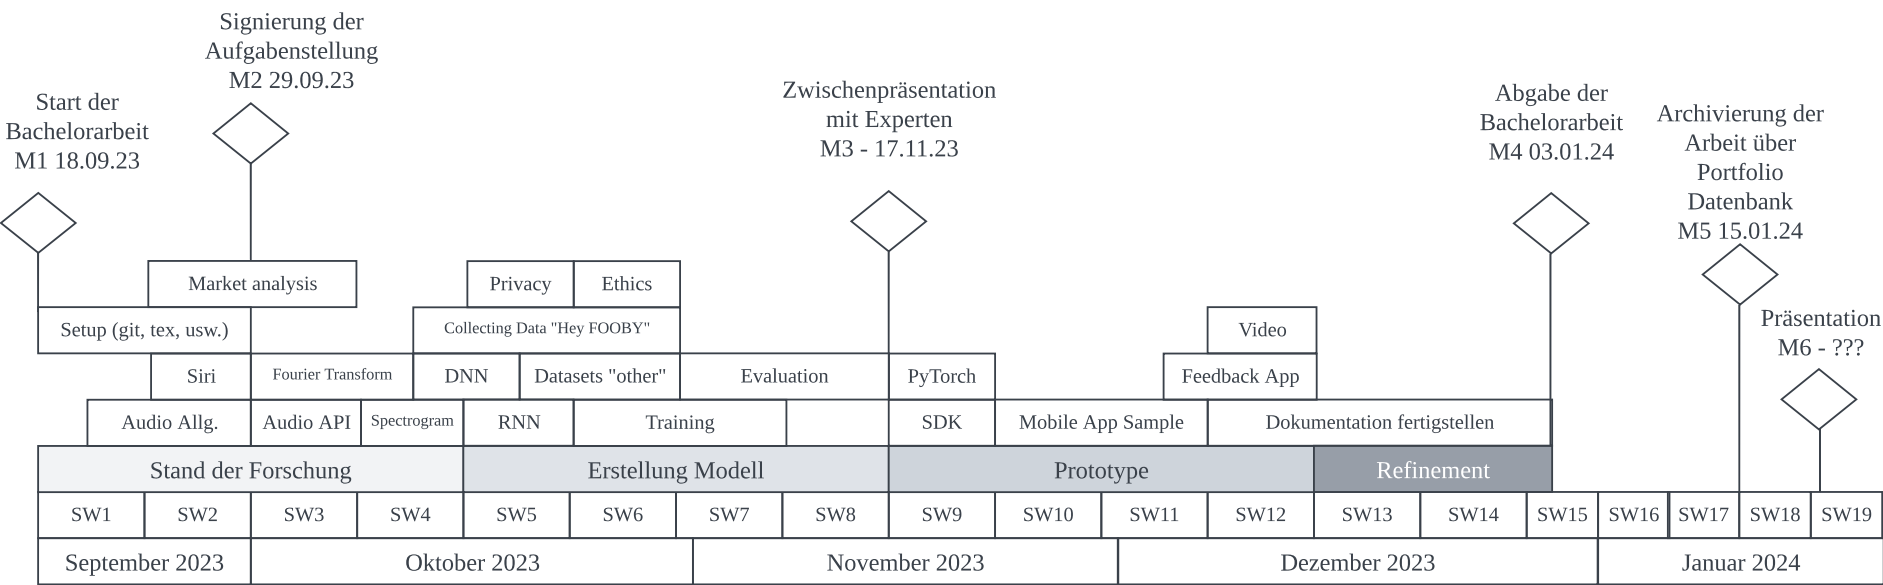 Signierung der
Aufgabenstellung
M2 29.09.23
Start der
Bachelorarbeit
M1 18.09.23
Zwischenpräsentation
mit Experten
M3 - 17.11.23
Abgabe der
Bachelorarbeit
M4 03.01.24
Archivierung der
Arbeit über
Portfolio
Datenbank
M5 15.01.24
Präsentation
M6 - ???
Market analysis
Privacy
Ethics
Setup (git, tex, usw.)
Collecting Data "Hey FOOBY"
Video
Siri
Fourier Transform
DNN
Datasets "other"
Evaluation
PyTorch
Feedback App
Audio Allg.
Audio API
Spectrogram
RNN
Training
SDK
Mobile App Sample
Dokumentation fertigstellen
Stand der Forschung
Erstellung Modell
Prototype
Refinement
SW1
SW2
SW3
SW4
SW5
SW6
SW7
SW8
SW9
SW10
SW11
SW12
SW13
SW14
SW15
SW16
SW17
SW18
SW19
September 2023
Oktober 2023
November 2023
Dezember 2023
Januar 2024